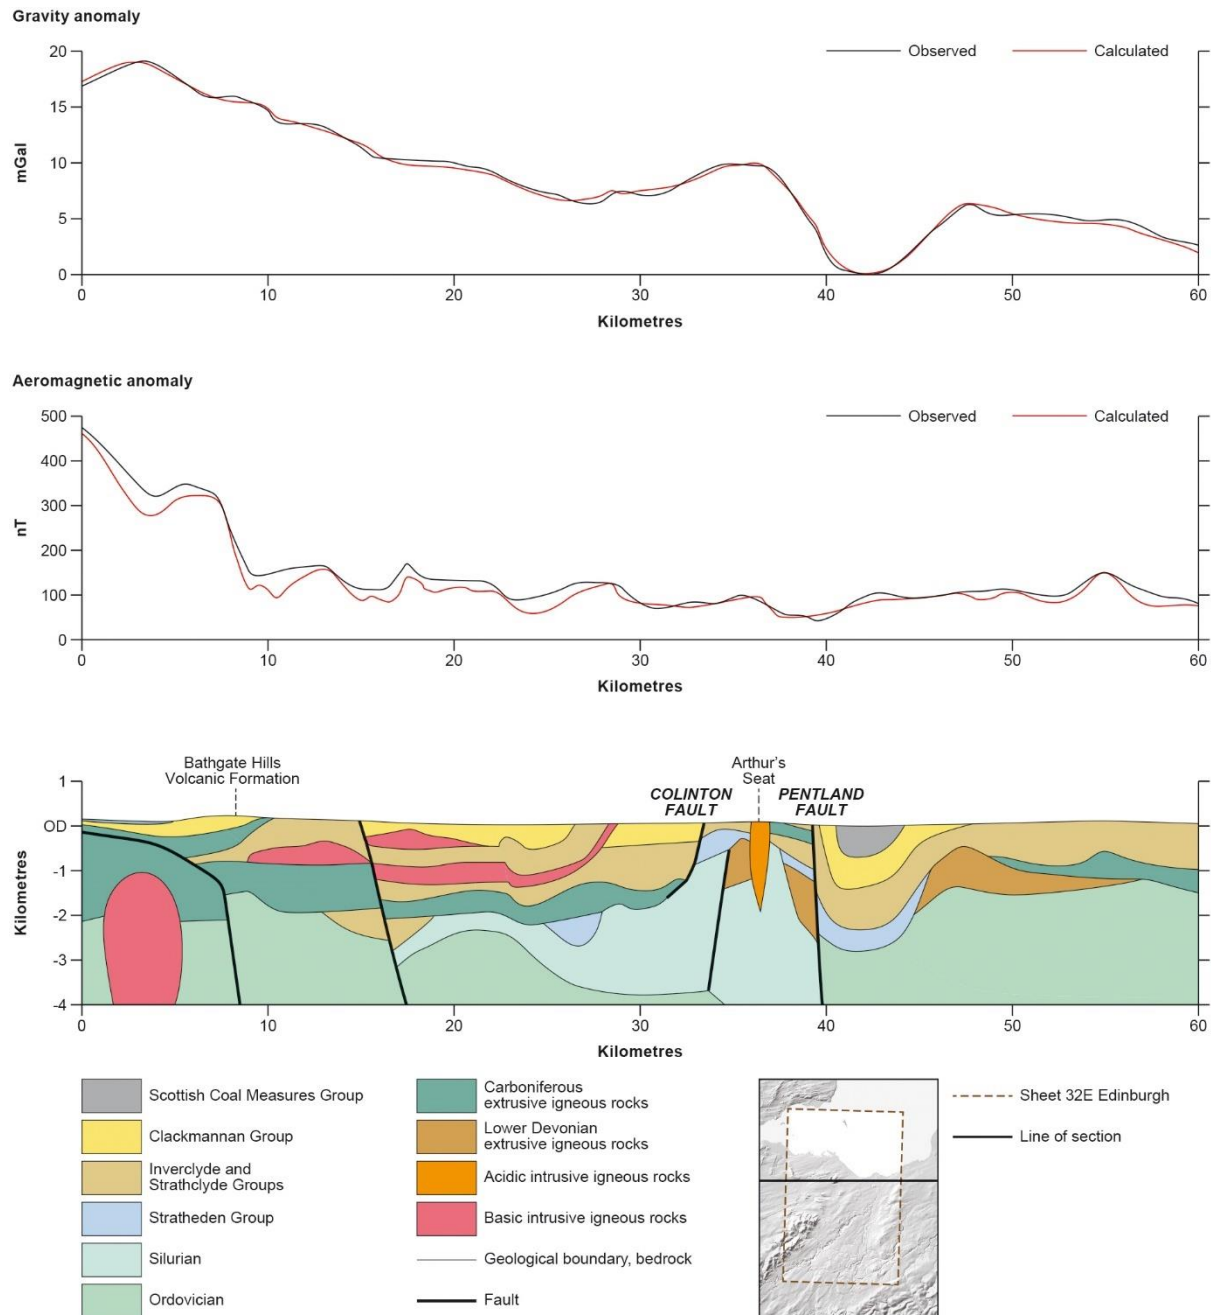 Gravity anomaly
20
15
10
5
0
mGal
Observed
Calculated
0
10
20
30
40
50
60
Kilometres
Aeromagnetic anomaly
500
400
300
200
100
0
nT
Observed
Calculated
0
10
20
30
40
50
60
Kilometres
Bathgate Hills
Volcanic Formation
Arthur's
Seat
COLINTON
FAULT
PENTLAND
FAULT
1
OD
-1
-2
-3
-4
Kilometres
0
10
20
30
40
50
60
Kilometres
Scottish Coal Measures Group
Clackmannan Group
Inverclyde and
Strathclyde Groups
Stratheden Group
Silurian
Ordovician
Carboniferous
extrusive igneous rocks
Lower Devonian
extrusive igneous rocks
Acidic intrusive igneous rocks
Basic intrusive igneous rocks
Geological boundary, bedrock
Fault
Sheet 32E Edinburgh
Line of section